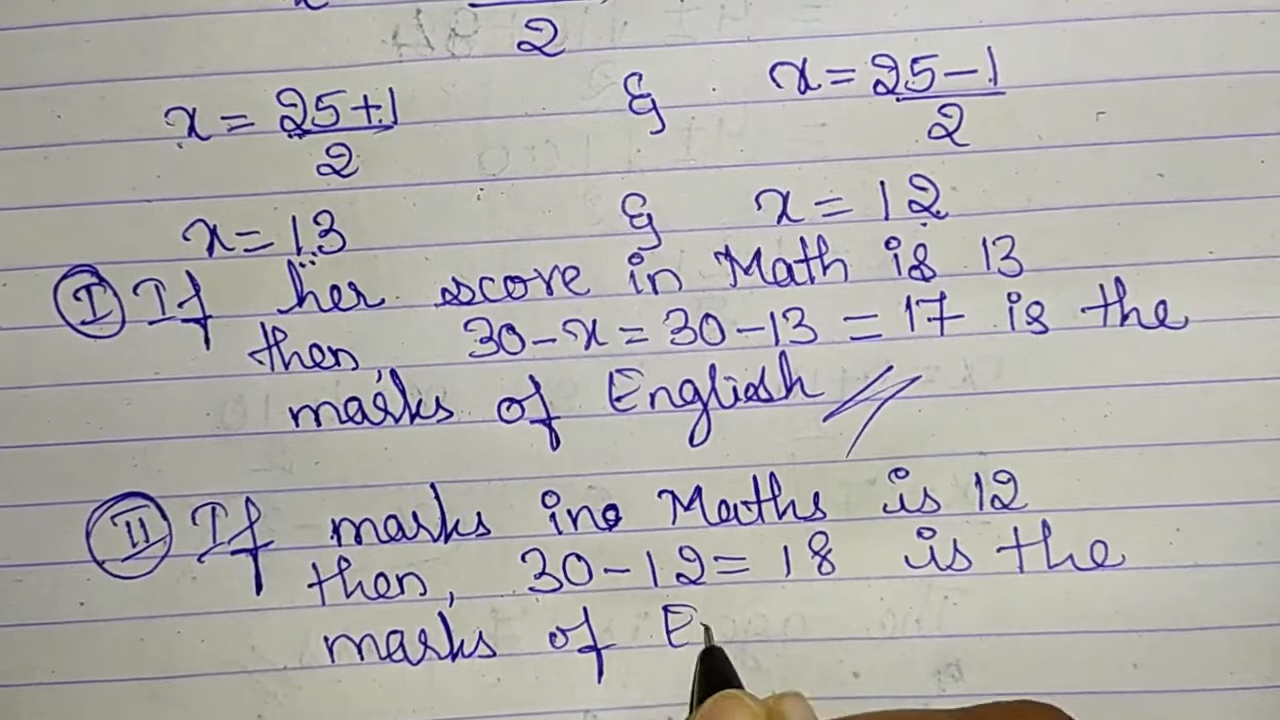 2
x = 25+1 & x = 25-1
2 2
x = 13 & x = 12
I If her score in Math is 13
then, 30-x = 30-13 = 17 is the
marks of English //
II If marks in Maths is 12
then, 30-12 = 18 is the
marks of E